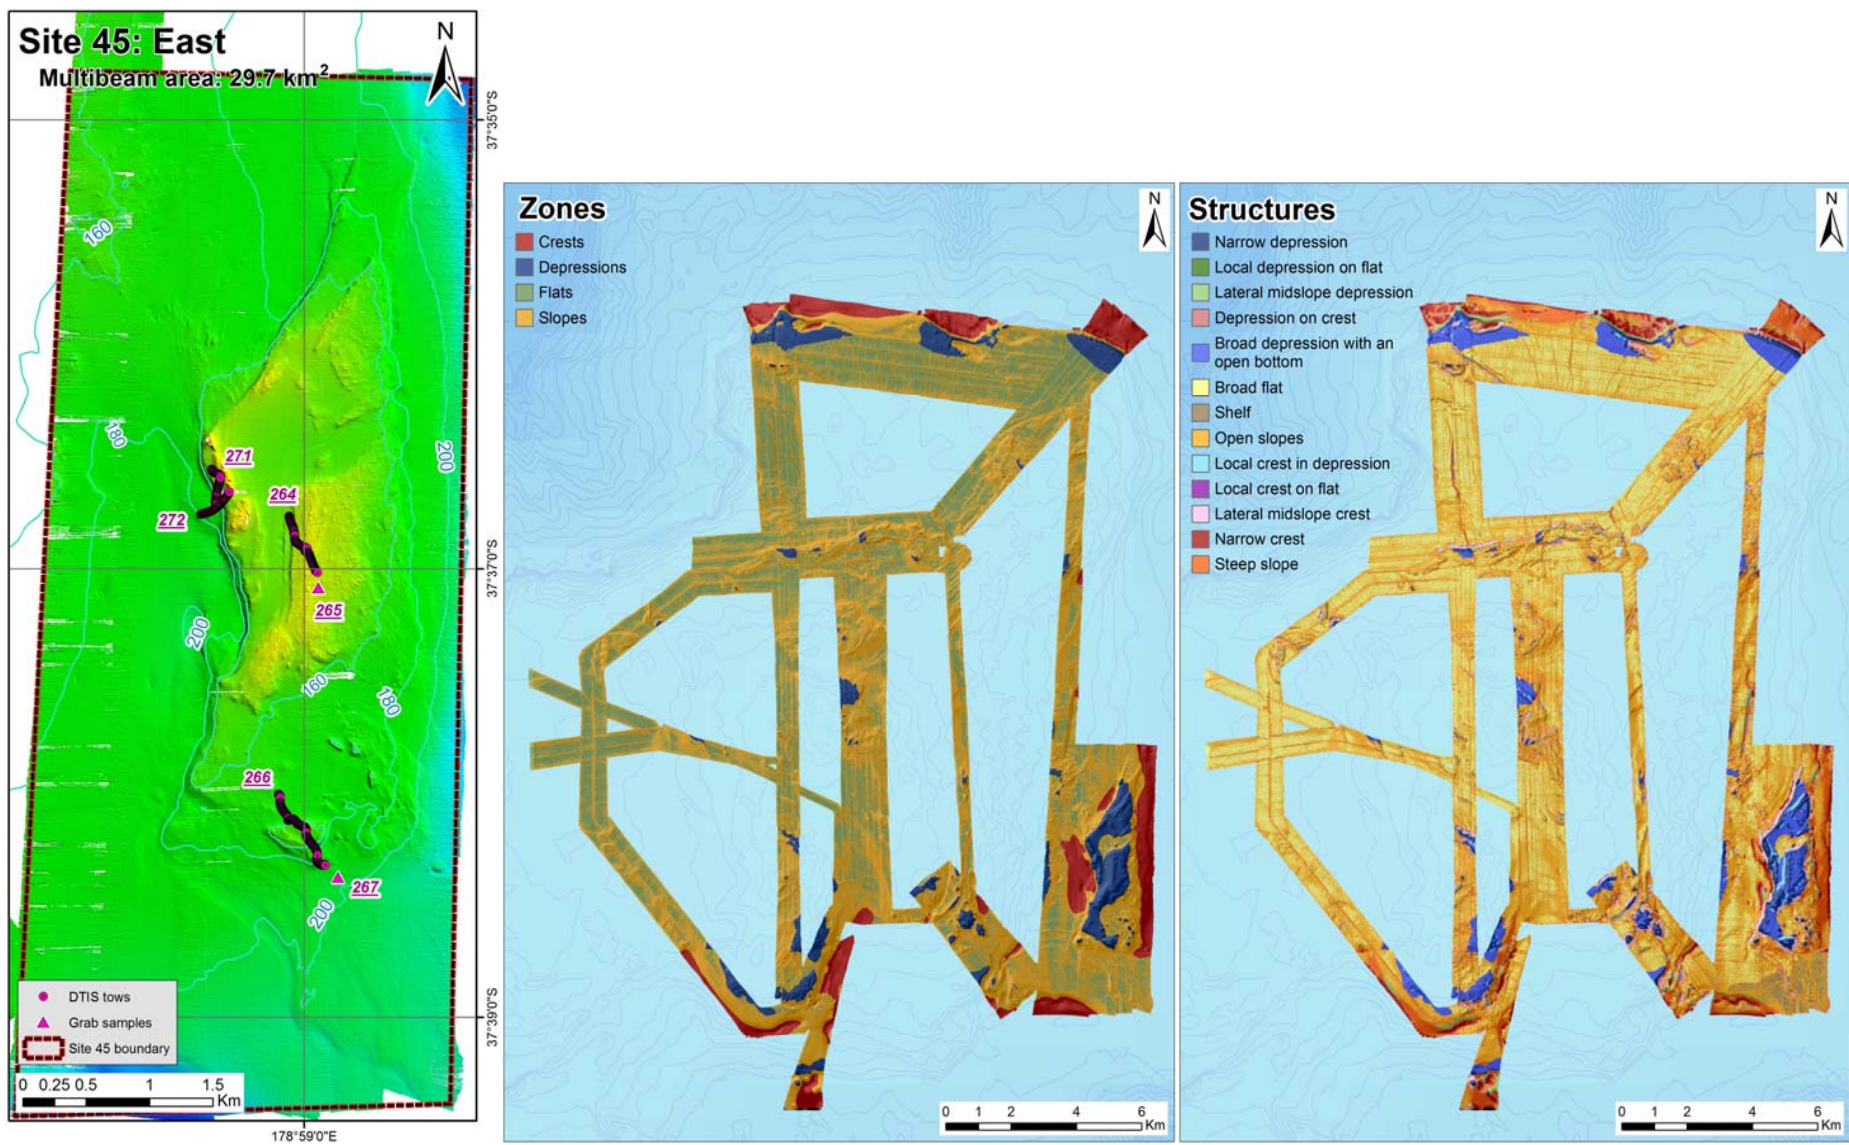 Site 45: East
Multibeam area: 29.7 km2
N
37°35'0"S
160
180
200
271
264
272
37°37'0"S
265
200
160
180
266
267
200
DTIS tows
Grab samples
Site 45 boundary
37°39'0"S
0 0.25 0.5 1 1.5
Km
178°59'0"E
Zones
N
Crests
Depressions
Flats
Slopes
0 1 2 4 6
Km
Structures
N
Narrow depression
Local depression on flat
Lateral midslope depression
Depression on crest
Broad depression with an
open bottom
Broad flat
Shelf
Open slopes
Local crest in depression
Local crest on flat
Lateral midslope crest
Narrow crest
Steep slope
0 1 2 4 6
Km